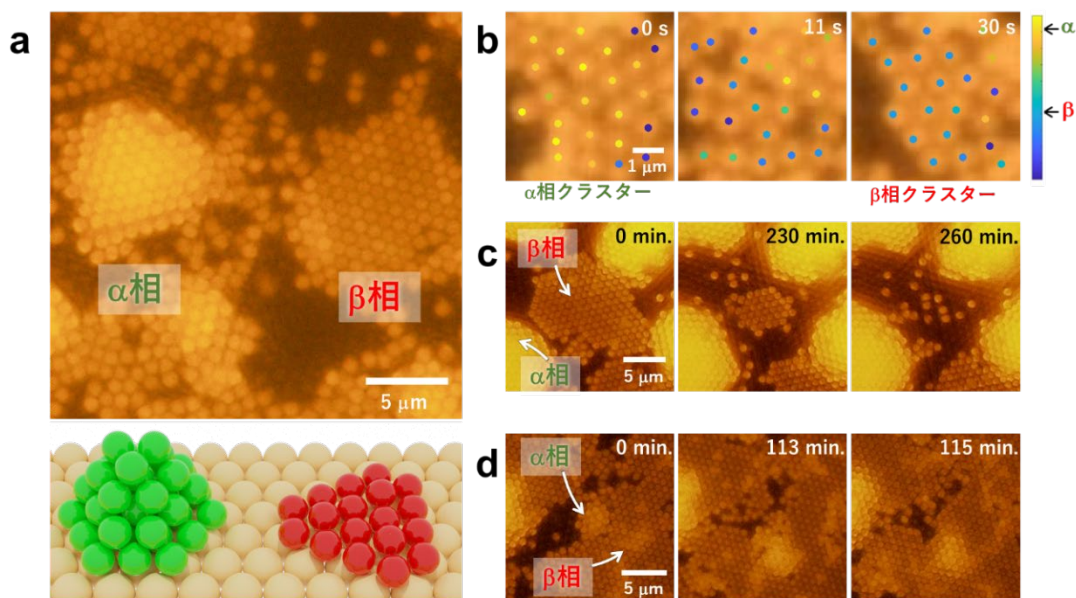 a
α相
β相
5 μm
b
0 s
11 s
30 s
1 μm
α
β
α相クラスター
β相クラスター
c
0 min.
230 min.
260 min.
β相
α相
5 μm
d
0 min.
113 min.
115 min.
α相
β相
5 μm